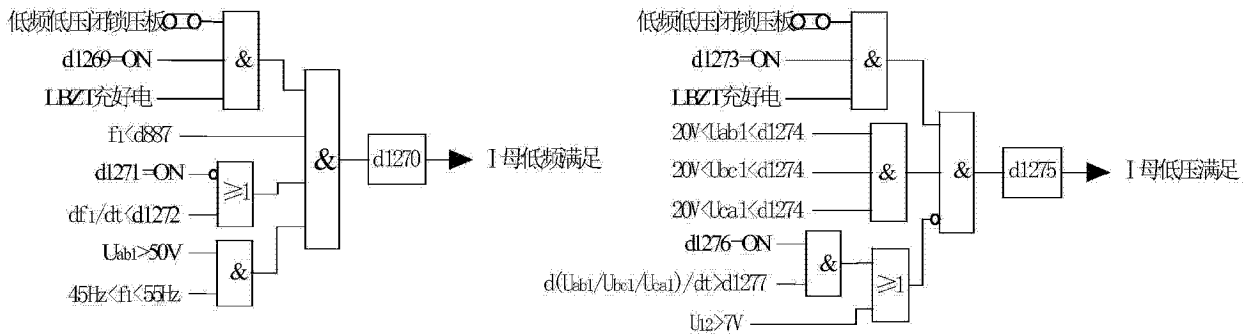 低频低压闭锁压板
d1269=ON
&
LBZT充好电
f1<d887
&
d1270
I母低频满足
d1271=ON
≥1
df1/dt<d1272
Uab1>50V
&
45Hz<f1<55Hz
低频低压闭锁压板
d1273=ON
&
LBZT充好电
20V<Uab1<d1274
20V<Ubc1<d1274
&
&
d1275
I母低压满足
20V<Uca1<d1274
d1276=ON
&
d(Uab1/Ubc1/Uca1)/dt>d1277
≥1
U12>7V